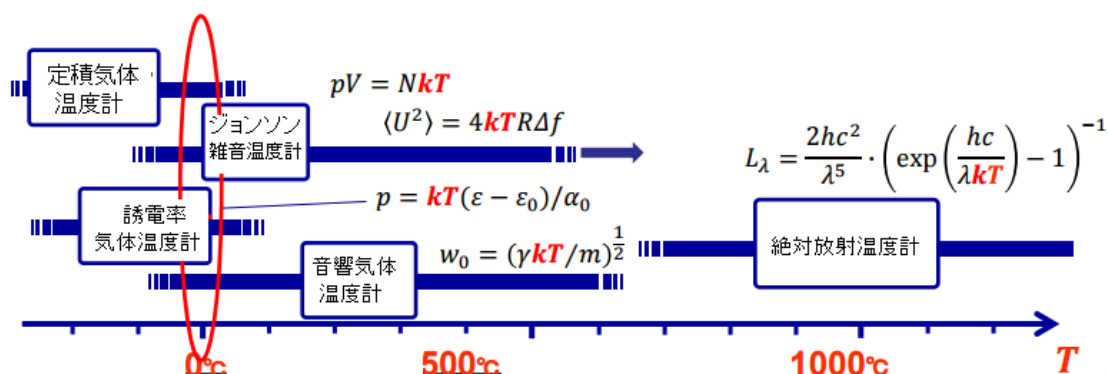 定積気体
温度計
pV = NkT
ジョンソン
雑音温度計
⟨U²⟩ = 4kTRΔf
L_λ = \frac{2hc²}{λ⁵} · (exp(\frac{hc}{λkT}) − 1)^{−1}
誘電率
気体温度計
p = kT(ε − ε₀)/α₀
音響気体
温度計
w₀ = (γkT/m)^{\frac{1}{2}}
絶対放射温度計
0℃ 500℃ 1000℃ T